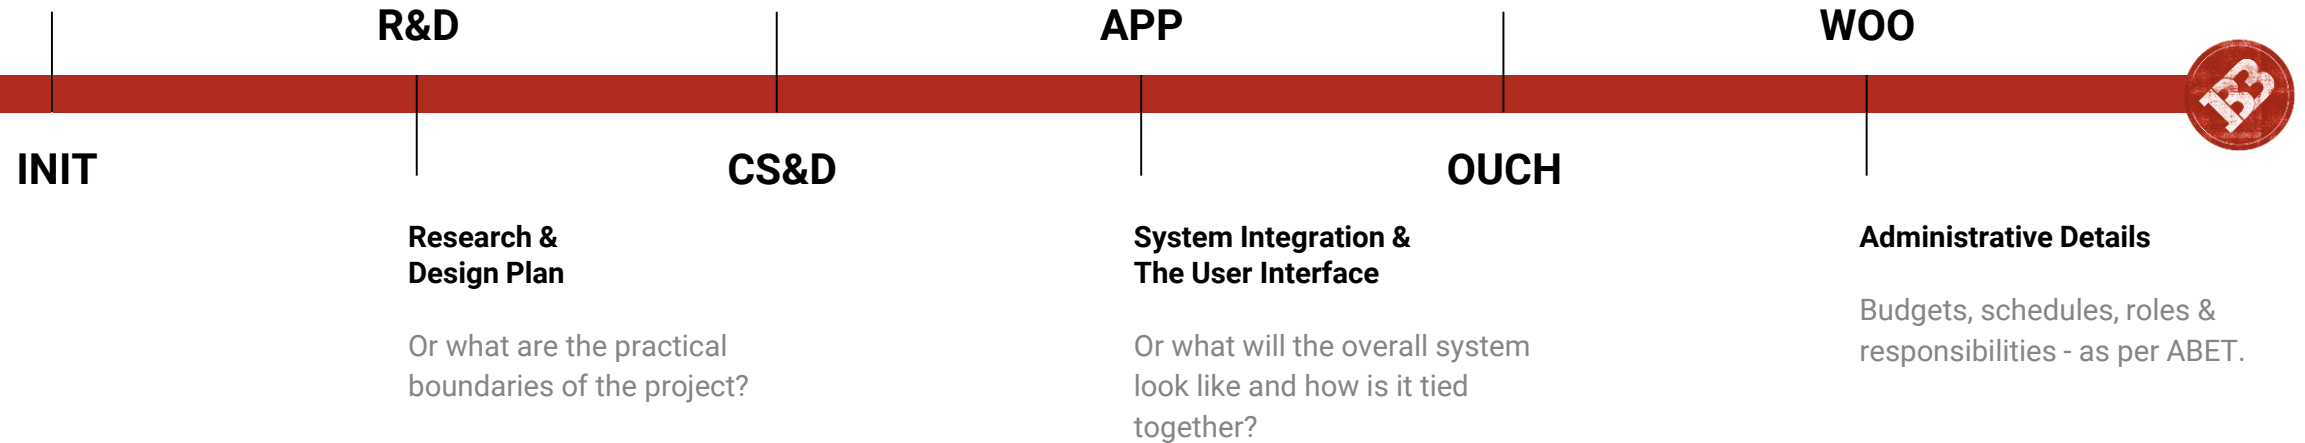 R&D
APP
WOO
INIT
CS&D
OUCH
Research &
Design Plan
Or what are the practical
boundaries of the project?
System Integration &
The User Interface
Or what will the overall system
look like and how is it tied
together?
Administrative Details
Budgets, schedules, roles &
responsibilities - as per ABET.